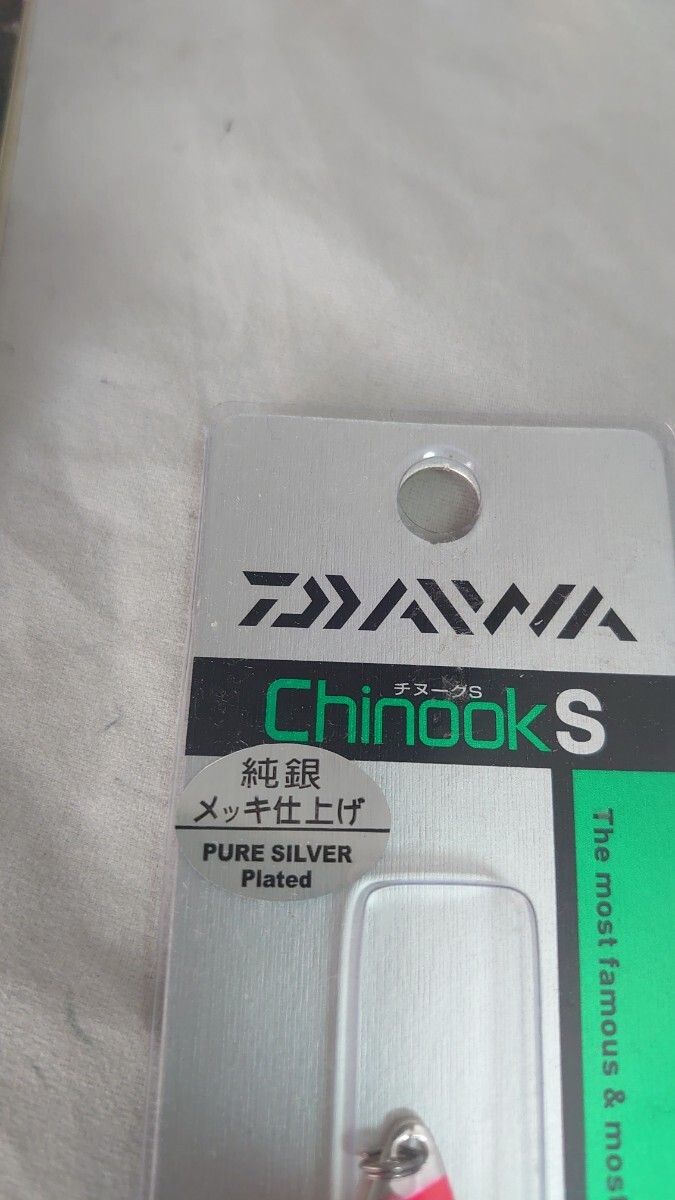 DAIWA
チヌークS
Chinook S
純銀
メッキ仕上げ
PURE SILVER
Plated
The most famous & mos